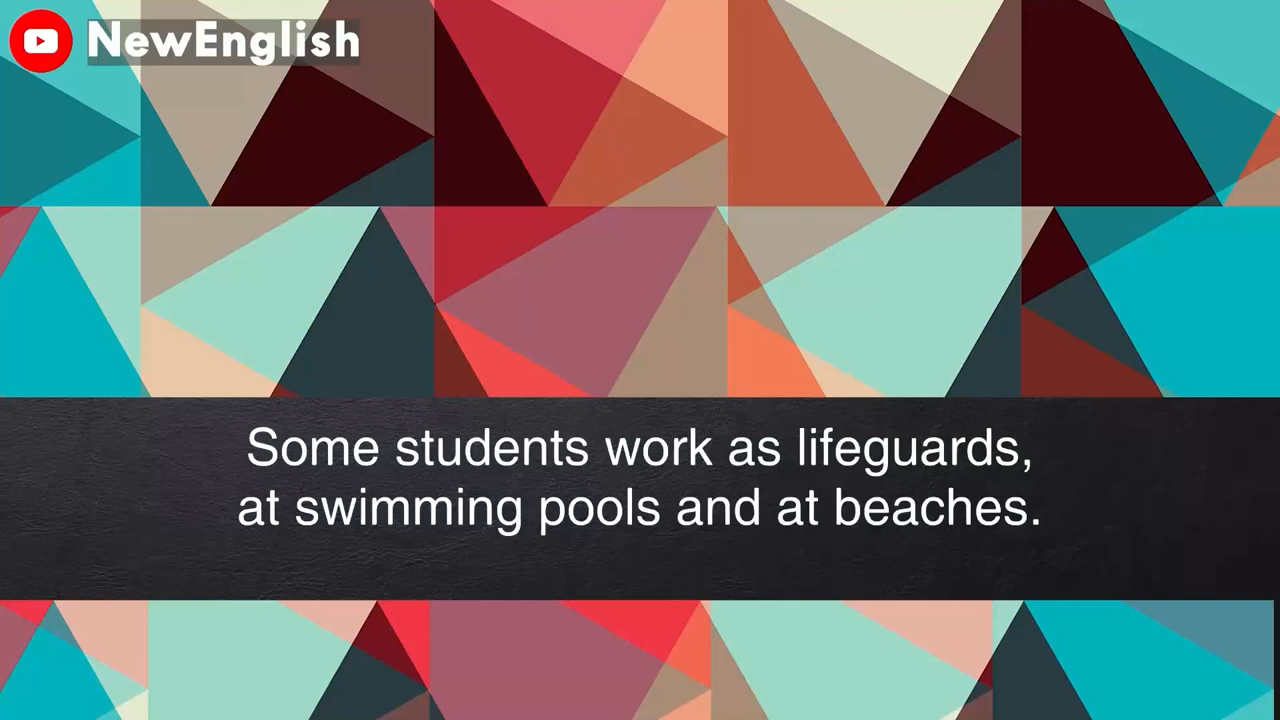 NewEnglish
Some students work as lifeguards,
at swimming pools and at beaches.